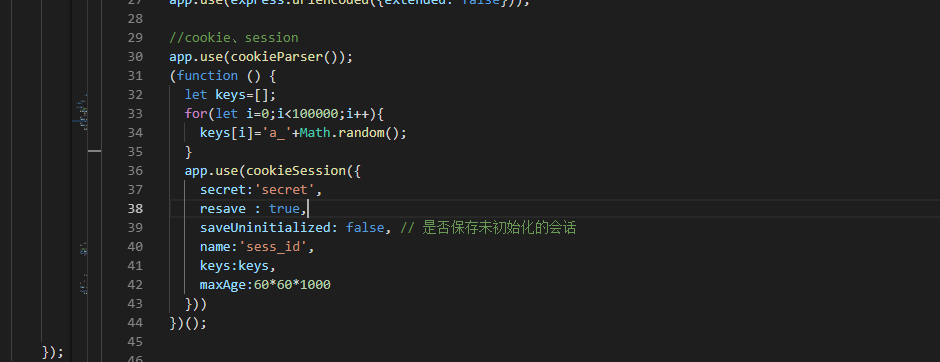 27 app.use(express.urlencoded({extended: false}));
28
29 //cookie、session
30 app.use(cookieParser());
31 (function () {
32 let keys=[];
33 for(let i=0;i<100000;i++){
34 keys[i]='a_'+Math.random();
35 }
36 app.use(cookieSession({
37 secret:'secret',
38 resave : true,
39 saveUninitialized: false, // 是否保存未初始化的会话
40 name:'sess_id',
41 keys:keys,
42 maxAge:60*60*1000
43 }))
44 })();
45
});
46